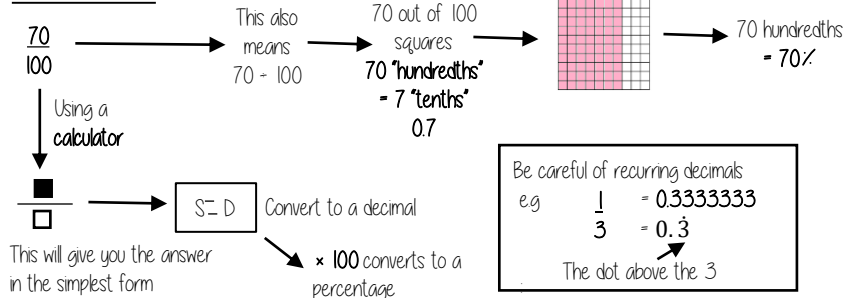 70
100
This also
means
70 ÷ 100
70 out of 100
squares
70 "hundredths"
= 7 "tenths"
0.7
70 hundredths
= 70%
Using a
calculator
S⇔D
Convert to a decimal
This will give you the answer
in the simplest form
× 100 converts to a
percentage
Be careful of recurring decimals
e.g
1
3
= 0.3333333
= 0.3̇
The dot above the 3